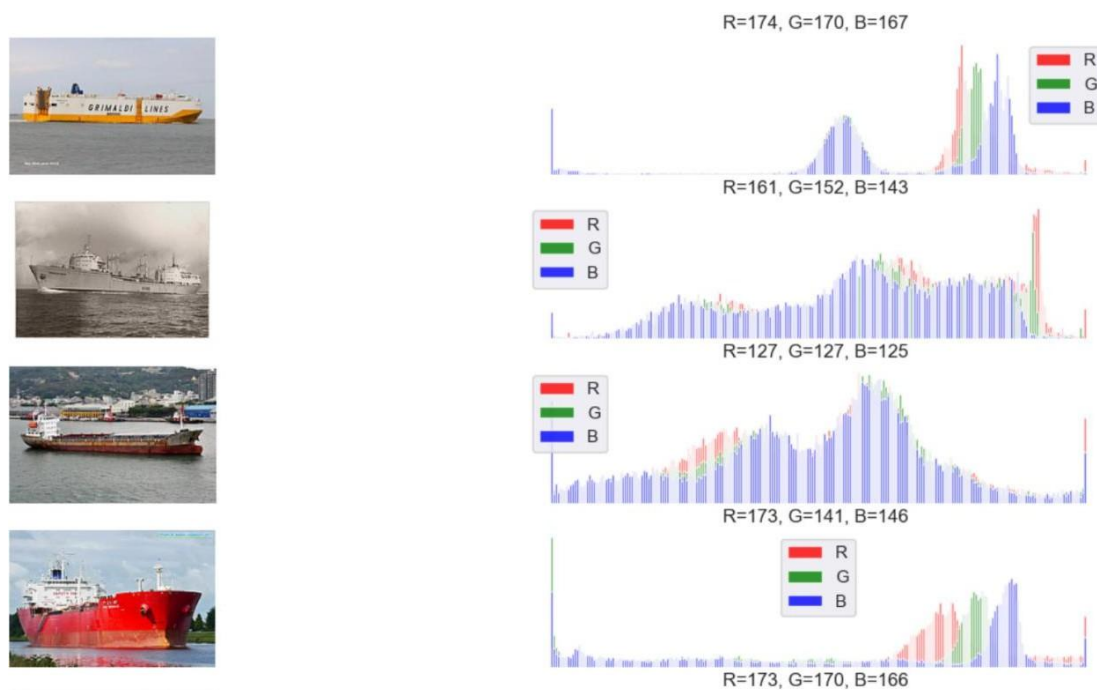 R=174, G=170, B=167
GRIMALDI LINES
R
G
B
R=161, G=152, B=143
R
G
B
R=127, G=127, B=125
R
G
B
R=173, G=141, B=146
R
G
B
R=173, G=170, B=166